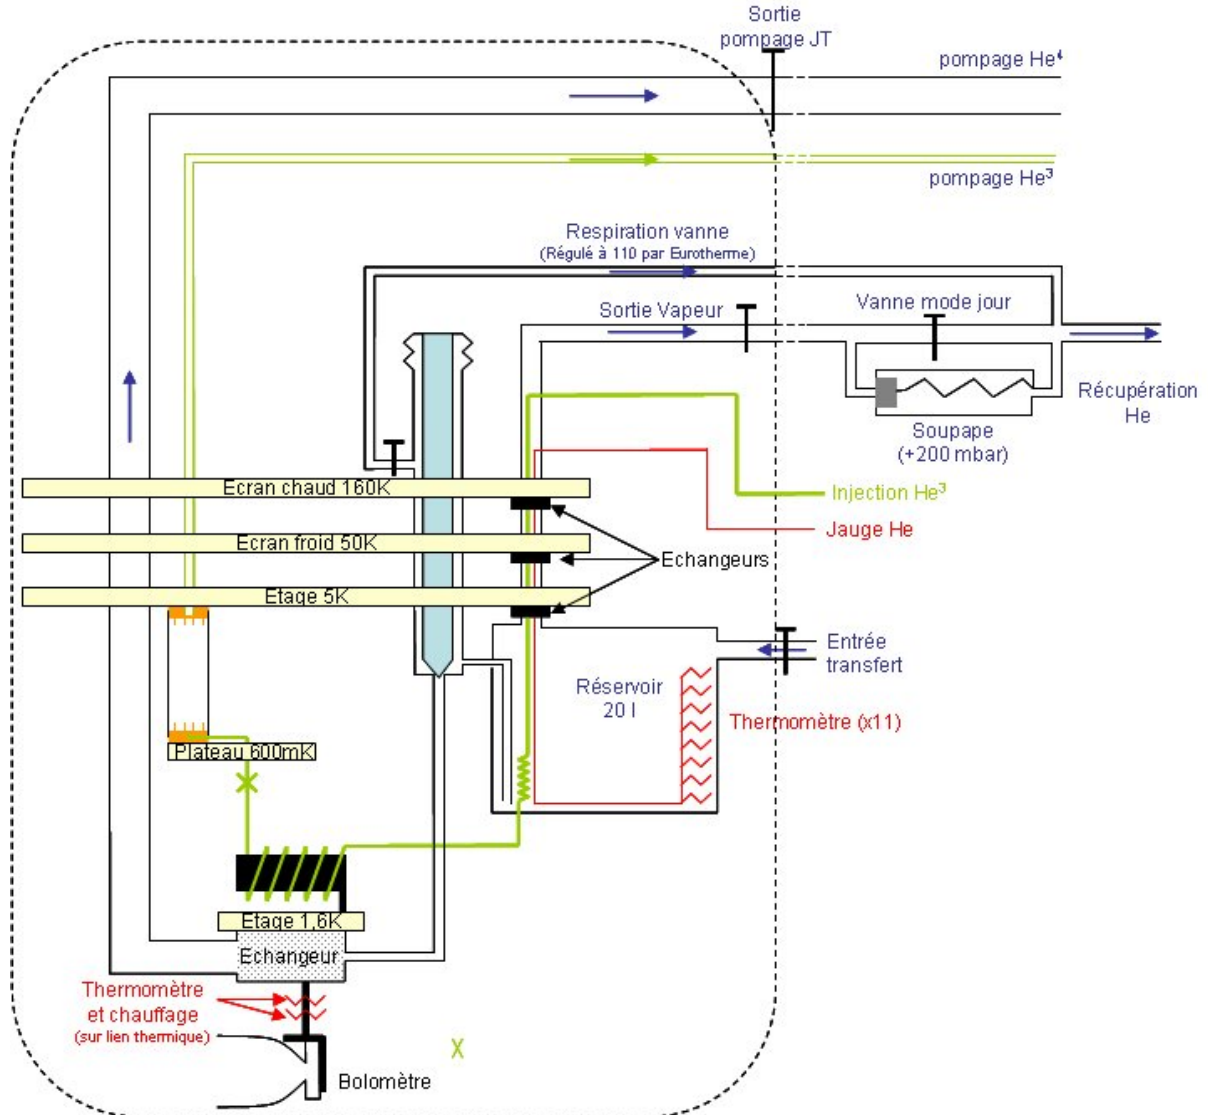 Sortie
pompage JT
pompage He⁴
pompage He³
Respiration vanne
(Régulé à 110 par Eurotherme)
Sortie Vapeur
Vanne mode jour
Récupération
He
Soupape
(+200 mbar)
Ecran chaud 160K
Injection He³
Jauge He
Ecran froid 50K
Echangeurs
Etage 5K
Entrée
transfert
Réservoir
20 l
Thermomètre (x11)
Plateau 600mK
Etage 1,6K
Echangeur
Thermomètre
et chauffage
(sur lien thermique)
X
Bolomètre